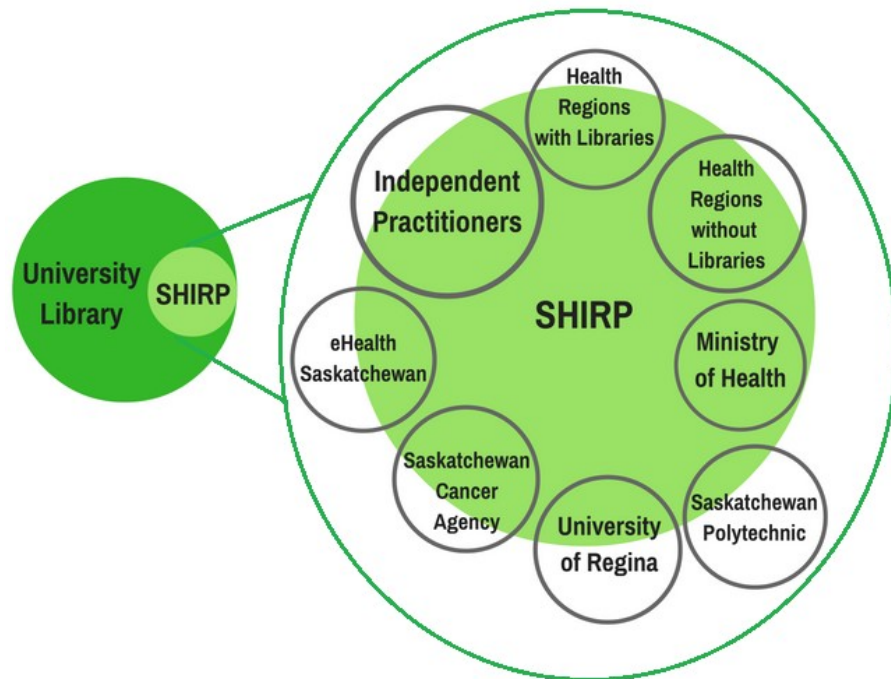 University
Library
SHIRP
Health
Regions
with Libraries
Independent
Practitioners
Health
Regions
without
Libraries
SHIRP
eHealth
Saskatchewan
Ministry
of Health
Saskatchewan
Cancer
Agency
University
of Regina
Saskatchewan
Polytechnic